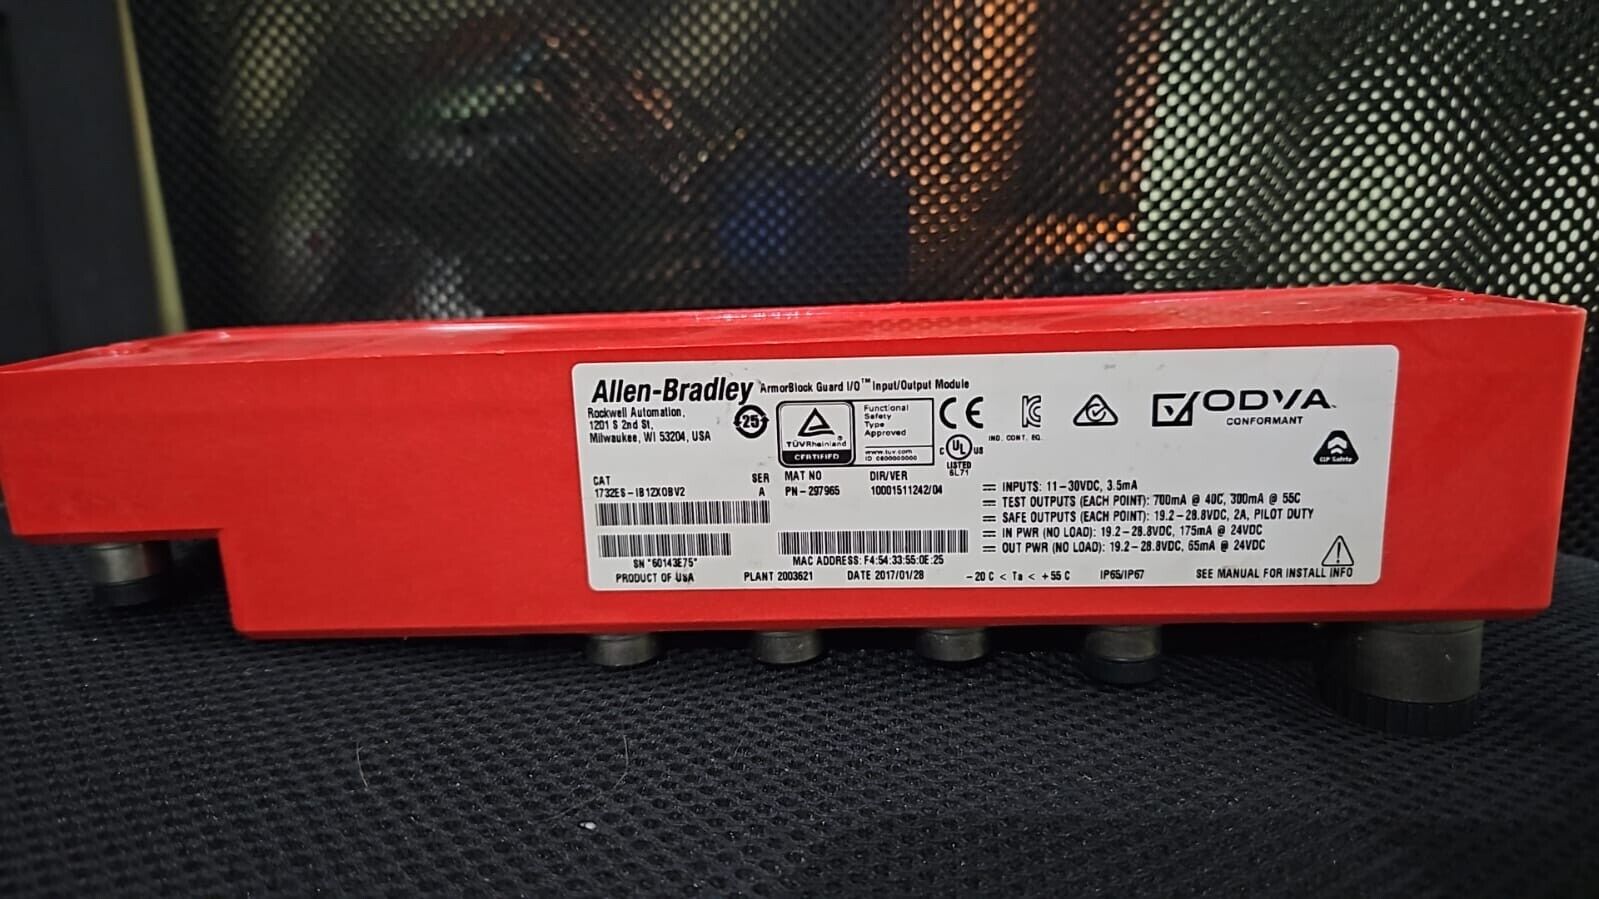 Allen-Bradley ArmorBlock Guard I/O™ Input/Output Module
Rockwell Automation,
1201 S 2nd St,
Milwaukee, WI 53204, USA
25
TÜVRheinland®
CERTIFIED
Functional
Safety
Type
Approved
www.tuv.com
ID 0600000000
CE
IND. CONT. EQ.
C UL US
LISTED
6L71
ODVA
CONFORMANT
CIP Safety
CAT SER MAT NO DIR/VER
1732ES-IB12XOBV2 A PN-297965 10001511242/04
SN "60143E75"
MAC ADDRESS: F4:54:33:55:0E:25
INPUTS: 11-30VDC, 3.5mA
TEST OUTPUTS (EACH POINT): 700mA @ 40C, 300mA @ 55C
SAFE OUTPUTS (EACH POINT): 19.2-28.8VDC, 2A, PILOT DUTY
IN PWR (NO LOAD): 19.2-28.8VDC, 175mA @ 24VDC
OUT PWR (NO LOAD): 19.2-28.8VDC, 65mA @ 24VDC
PRODUCT OF USA PLANT 2003621 DATE 2017/01/28 -20 C < Ta < +55 C IP65/IP67 SEE MANUAL FOR INSTALL INFO